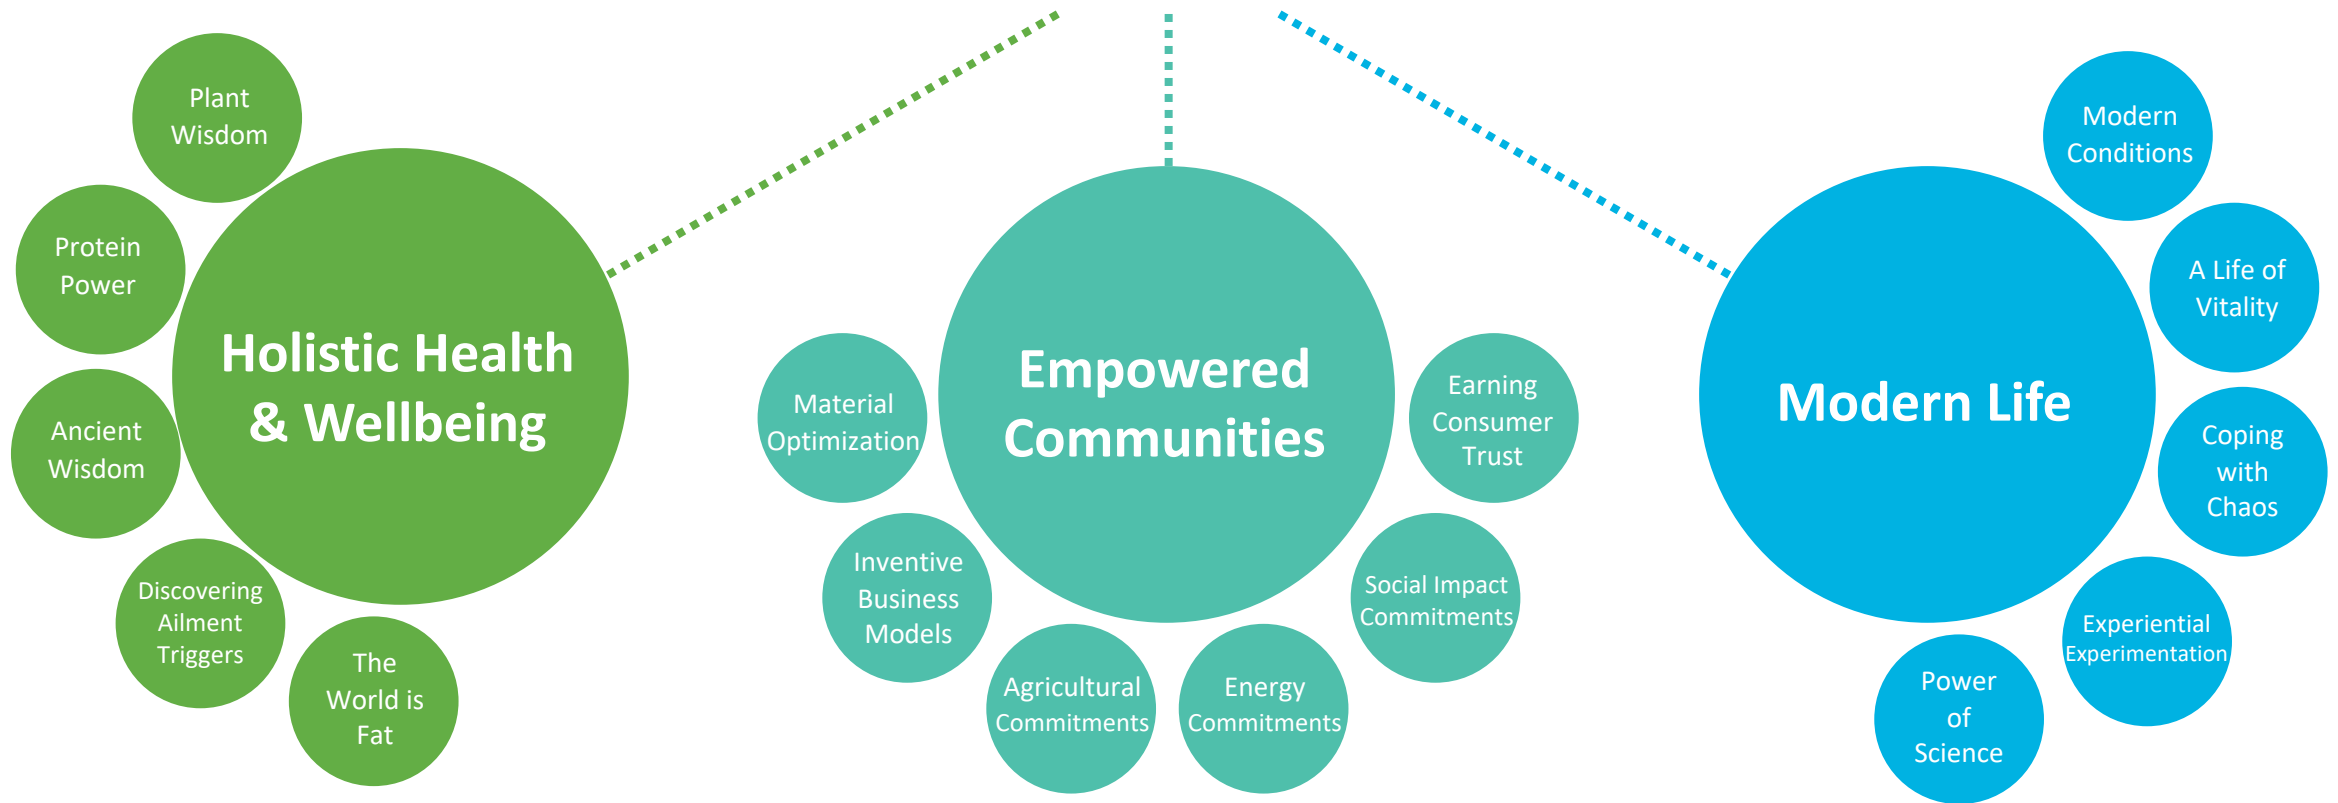 Plant
Wisdom
Protein
Power
Ancient
Wisdom
Discovering
Ailment
Triggers
The
World is
Fat
Holistic Health
& Wellbeing
Material
Optimization
Inventive
Business
Models
Agricultural
Commitments
Energy
Commitments
Social Impact
Commitments
Earning
Consumer
Trust
Empowered
Communities
Modern Life
Modern
Conditions
A Life of
Vitality
Coping
with
Chaos
Experiential
Experimentation
Power
of
Science